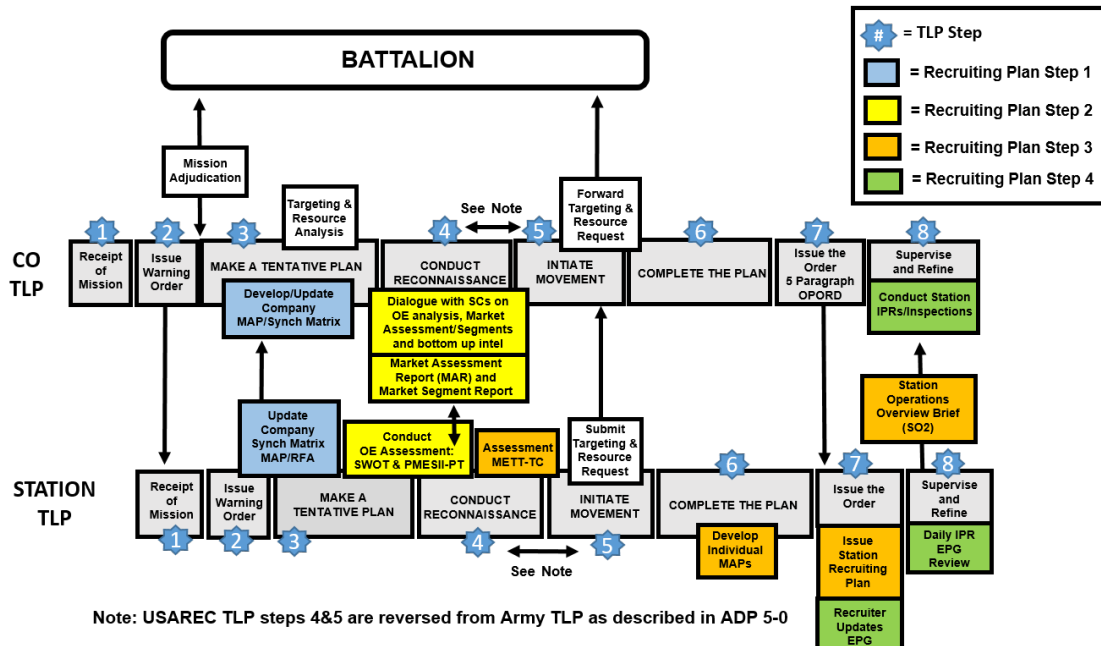 BATTALION
# = TLP Step
= Recruiting Plan Step 1
= Recruiting Plan Step 2
= Recruiting Plan Step 3
= Recruiting Plan Step 4
Mission
Adjudication
Targeting &
Resource
Analysis
See Note
Forward
Targeting &
Resource
Request
CO
TLP
1
Receipt
of
Mission
2
Issue
Warning
Order
3
MAKE A TENTATIVE PLAN
4
CONDUCT
RECONNAISSANCE
5
INTIATE
MOVEMENT
6
COMPLETE THE PLAN
7
Issue the
Order
5 Paragraph
OPORD
8
Supervise
and Refine
Conduct Station
IPRs/Inspections
Develop/Update
Company
MAP/Synch Matrix
Dialogue with SCs on
OE analysis, Market
Assessment/Segments
and bottom up intel
Market Assessment
Report (MAR) and
Market Segment Report
Station
Operations
Overview Brief
(SO2)
Update
Company
Synch Matrix
MAP/RFA
Conduct
OE Assessment:
SWOT & PMESII-PT
Assessment
METT-TC
Submit
Targeting &
Resource
Request
STATION
TLP
Receipt
of
Mission
1
Issue
Warning
Order
2
MAKE A
TENTATIVE PLAN
3
CONDUCT
RECONNAISSANCE
4
INITIATE
MOVEMENT
5
See Note
6
COMPLETE THE PLAN
Develop
Individual
MAPs
7
Issue the
Order
Issue
Station
Recruiting
Plan
Recruiter
Updates
EPG
8
Supervise
and
Refine
Daily IPR
EPG
Review
Note: USAREC TLP steps 4&5 are reversed from Army TLP as described in ADP 5-0